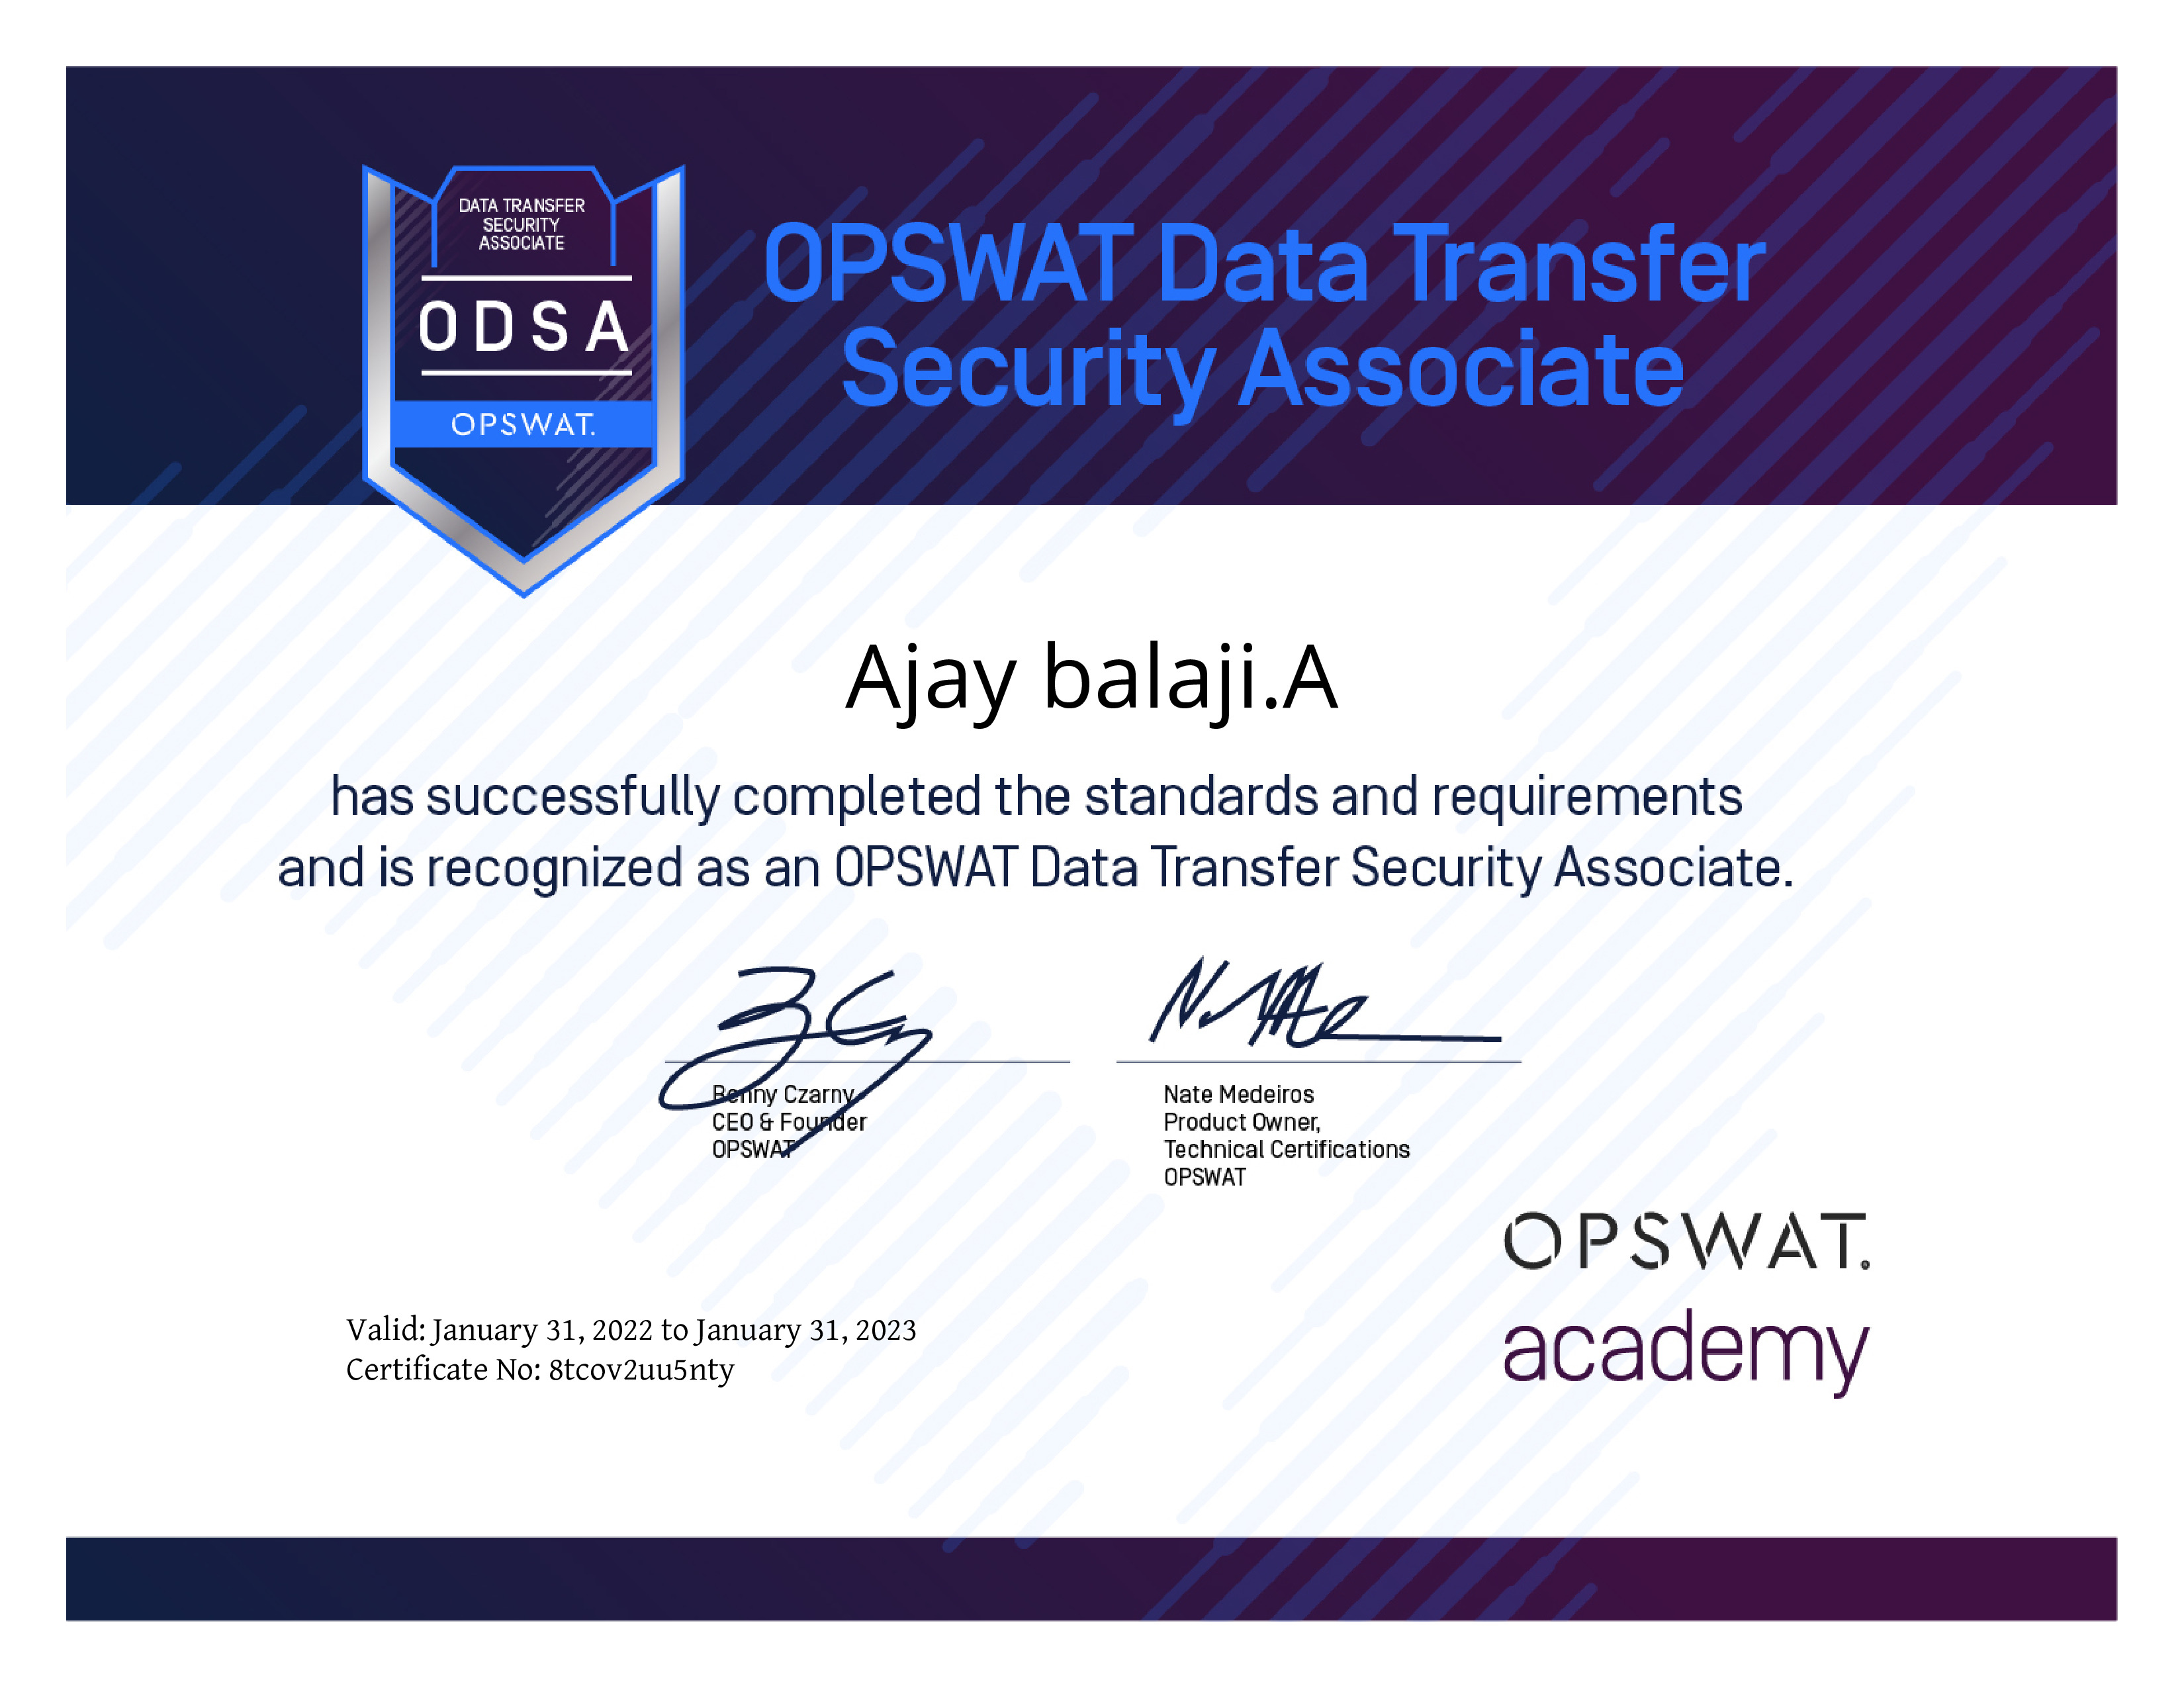 DATA TRANSFER
SECURITY
ASSOCIATE
ODSA
OPSWAT.
OPSWAT Data Transfer
Security Associate
Ajay balaji.A
has successfully completed the standards and requirements
and is recognized as an OPSWAT Data Transfer Security Associate.
Benny Czarny
CEO & Founder
OPSWAT
Nate Medeiros
Product Owner,
Technical Certifications
OPSWAT
OPSWAT.
academy
Valid: January 31, 2022 to January 31, 2023
Certificate No: 8tcov2uu5nty